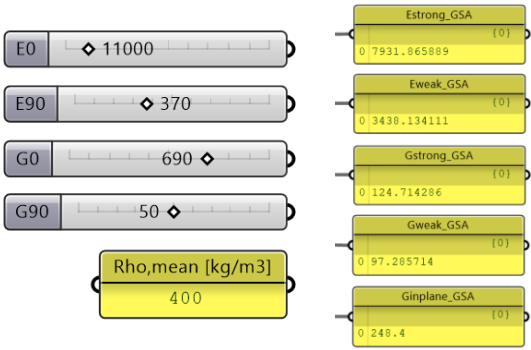 E0 11000
E90 370
G0 690
G90 50
Rho,mean [kg/m3]
400
Estrong_GSA
{0}
0 7931.865889
Eweak_GSA
{0}
0 3438.134111
Gstrong_GSA
{0}
0 124.714286
Gweak_GSA
{0}
0 97.285714
Ginplane_GSA
{0}
0 248.4